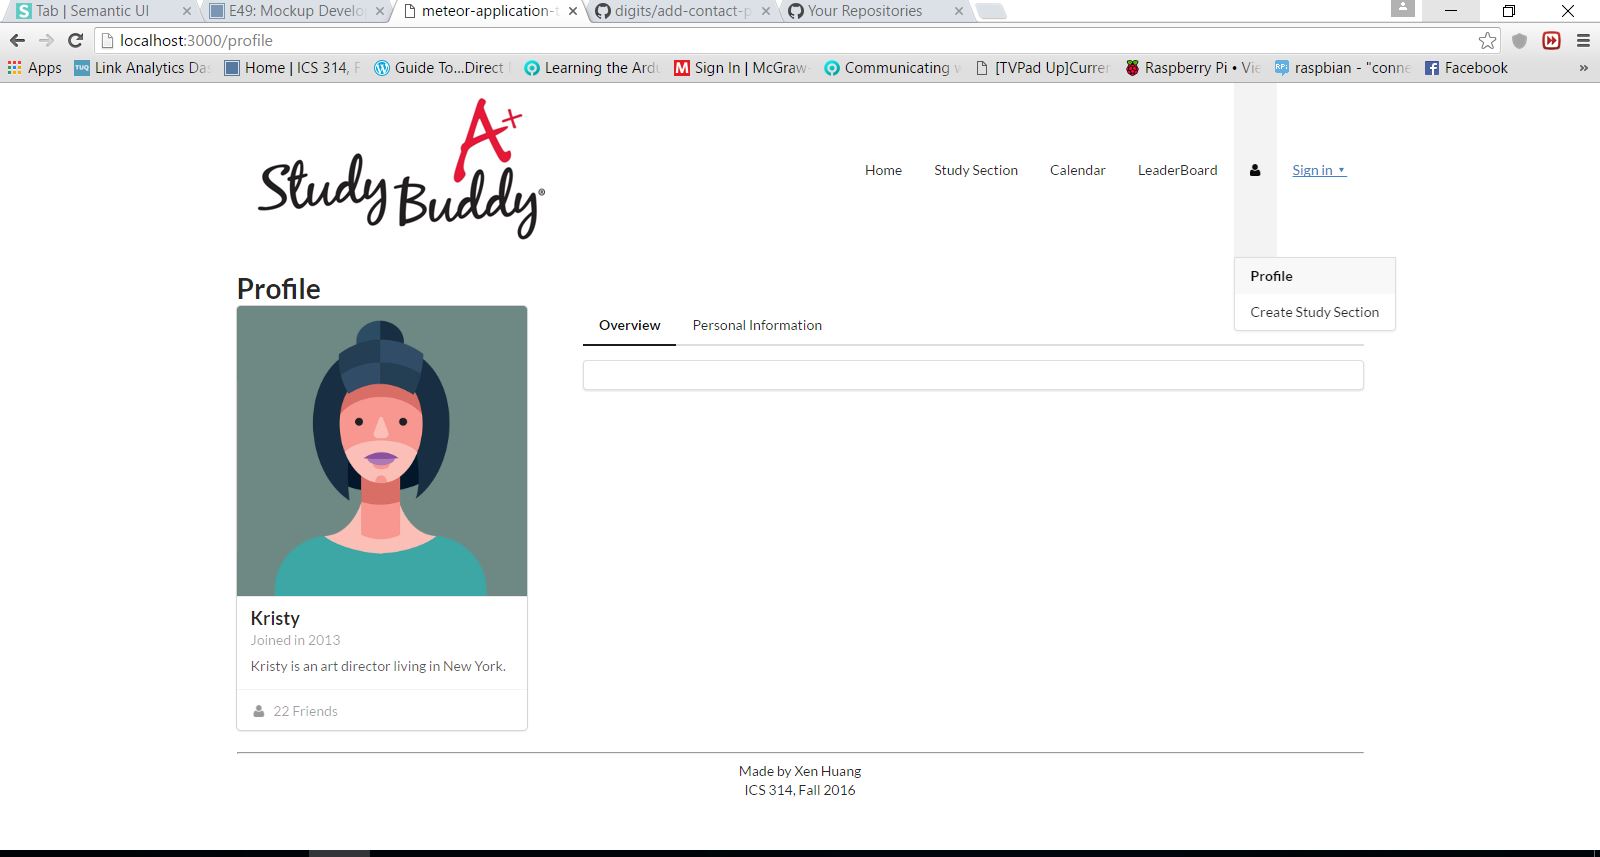 Tab | Semantic UI
E49: Mockup Develo
meteor-application-t
digits/add-contact-p
Your Repositories
localhost:3000/profile
Apps
Link Analytics Das
Home | ICS 314, F
Guide To...Direct
Learning the Ardu
Sign In | McGraw-
Communicating w
[TVPad Up]Curren
Raspberry Pi • Vie
raspbian - "conne
Facebook
»
Study Buddy® A+
Home
Study Section
Calendar
LeaderBoard
Sign in ▾
Profile
Create Study Section
Profile
Overview
Personal Information
Kristy
Joined in 2013
Kristy is an art director living in New York.
22 Friends
Made by Xen Huang
ICS 314, Fall 2016